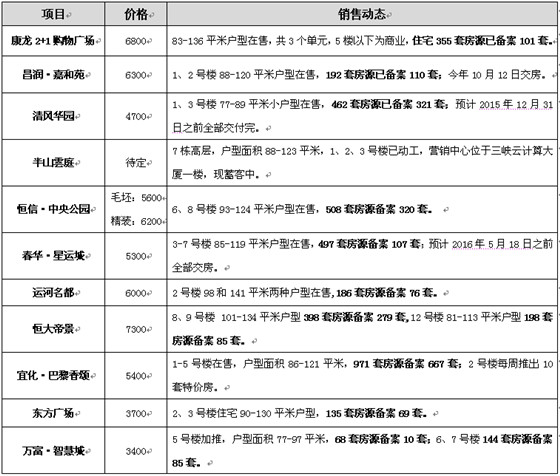 项目 价格 销售动态
康龙 2+1 购物广场 6800 83-136 平米户型在售，共 3 个单元，5 楼以下为商业，住宅 355 套房源已备案 101 套。
昌润·嘉和苑 6300 1、2 号楼 88-120 平米户型在售，192 套房源已备案 110 套；今年 10 月 12 日交房。
清风华园 4700 1、3 号楼 77-89 平米小户型在售，462 套房源已备案 321 套；预计 2015 年 12 月 31
日之前全部交付完。
半山雲庭 待定 7 栋高层，户型面积 88-123 平米，1、2、3 号楼已动工，营销中心位于三峡云计算大
厦一楼，现蓄客中。
恒信·中央公园 毛坯：5600
精装：6200
6、8 号楼 93-124 平米户型在售，508 套房源备案 320 套。
春华·星运城 5300 3-7 号楼 85-119 平米户型在售，497 套房源备案 107 套；预计 2016 年 5 月 18 日之前
全部交房。
运河名都 6000 2 号楼 98 和 141 平米两种户型在售,186 套房源备案 76 套。
恒大帝景 7300 8、9 号楼 101-134 平米户型 398 套房源备案 279 套,12 号楼 81-113 平米户型 198 套
房源备案 85 套。
宜化·巴黎香颂 5400 1-5 号楼在售，户型面积 86-121 平米，971 套房源备案 667 套；2 号楼每周推出 10
套特价房。
东方广场 3700 2、3 号楼住宅 90-130 平米户型，135 套房源备案 69 套。
万富·智慧城 3400 5 号楼加推，户型面积 77-97 平米，68 套房源备案 10 套；6、7 号楼 144 套房源备案
85 套。